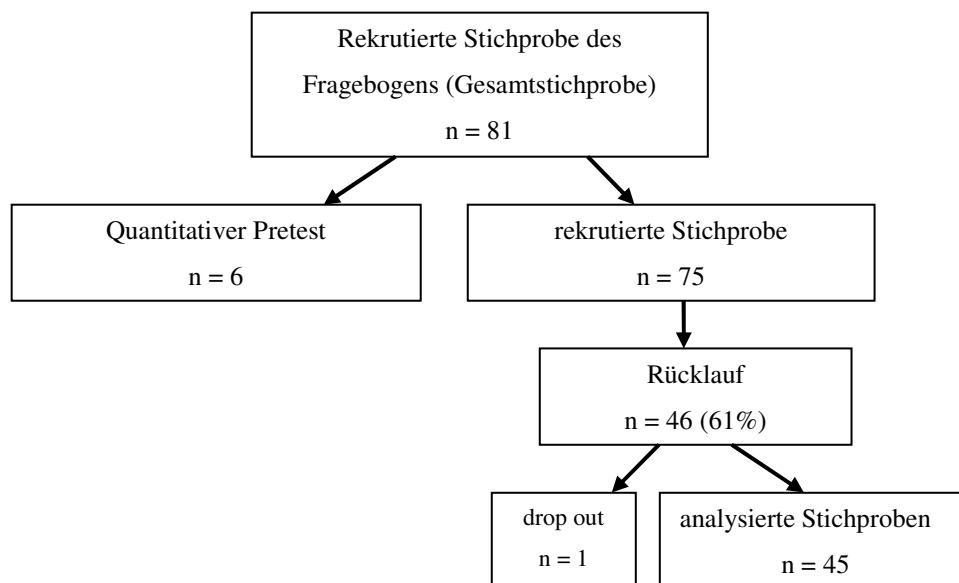 Rekrutierte Stichprobe des
Fragebogens (Gesamtstichprobe)
n = 81
Quantitativer Pretest
n = 6
rekrutierte Stichprobe
n = 75
Rücklauf
n = 46 (61%)
drop out
n = 1
analysierte Stichproben
n = 45